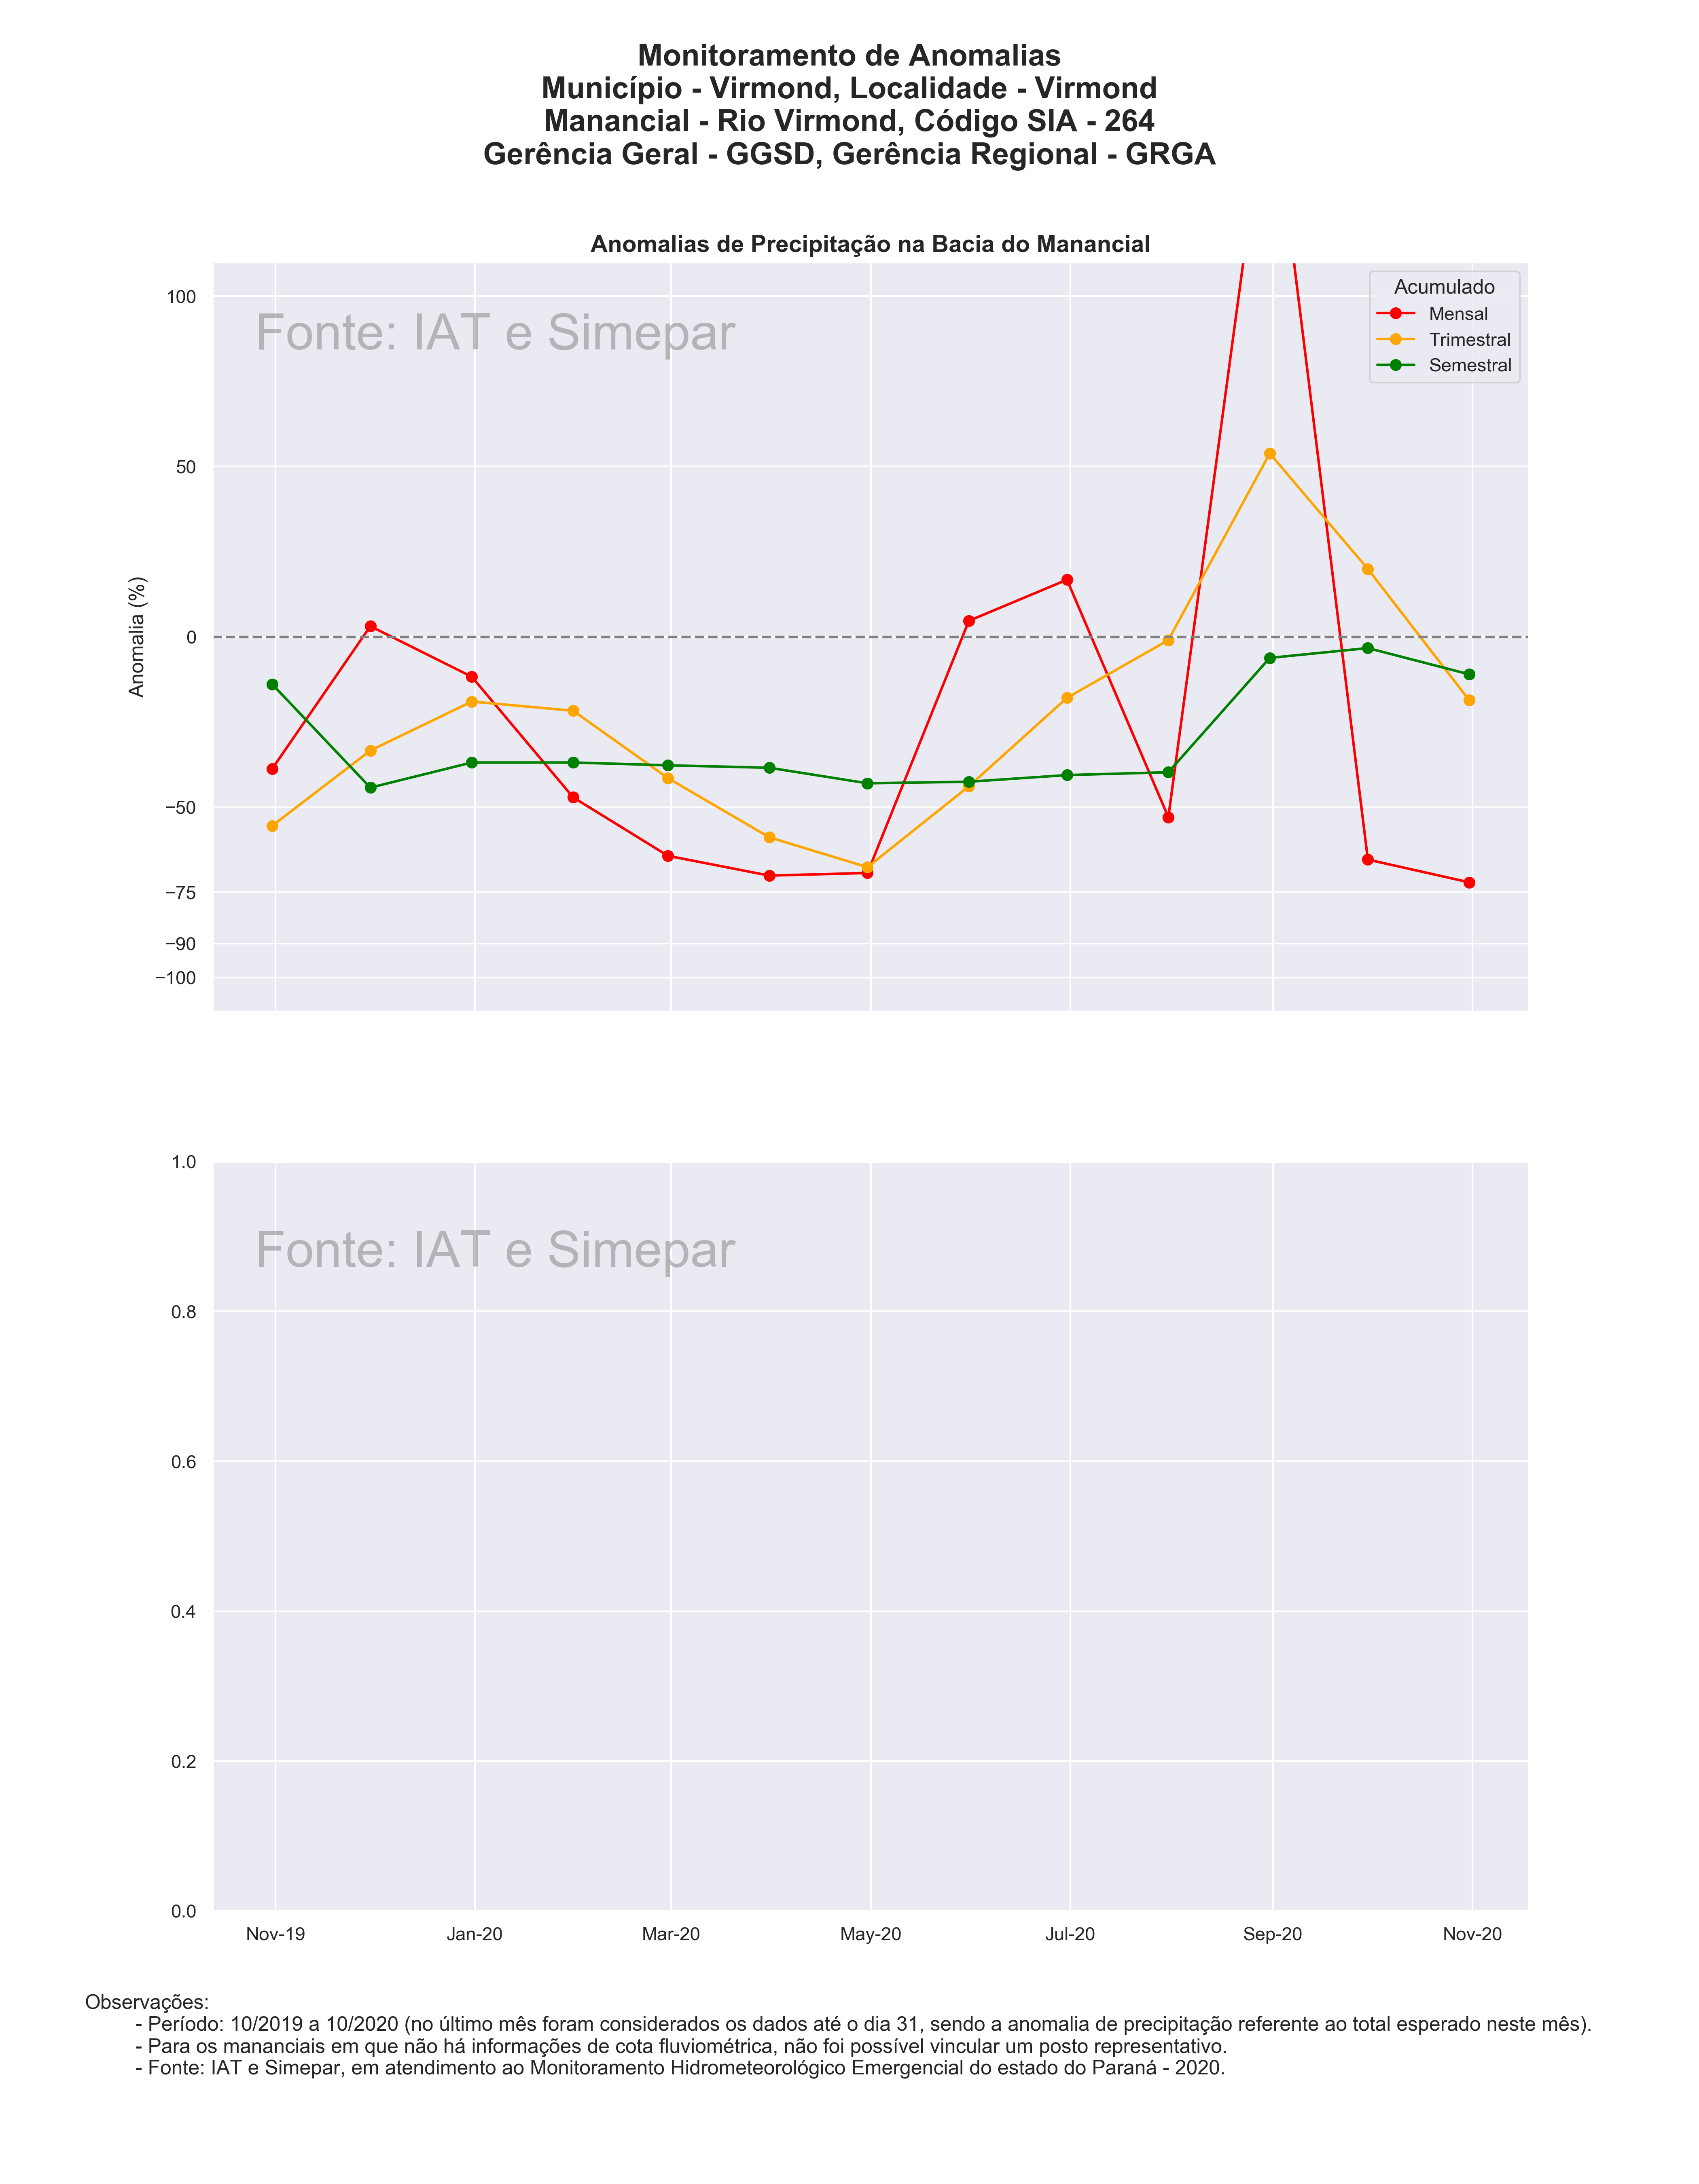 Monitoramento de Anomalias
Município - Virmond, Localidade - Virmond
Manancial - Rio Virmond, Código SIA - 264
Gerência Geral - GGSD, Gerência Regional - GRGA
Anomalias de Precipitação na Bacia do Manancial
Fonte: IAT e Simepar
Acumulado
Mensal
Trimestral
Semestral
Anomalia (%)
100
50
0
−50
−75
−90
−100
Fonte: IAT e Simepar
1.0
0.8
0.6
0.4
0.2
0.0
Nov-19 Jan-20 Mar-20 May-20 Jul-20 Sep-20 Nov-20
Observações:
- Período: 10/2019 a 10/2020 (no último mês foram considerados os dados até o dia 31, sendo a anomalia de precipitação referente ao total esperado neste mês).
- Para os mananciais em que não há informações de cota fluviométrica, não foi possível vincular um posto representativo.
- Fonte: IAT e Simepar, em atendimento ao Monitoramento Hidrometeorológico Emergencial do estado do Paraná - 2020.